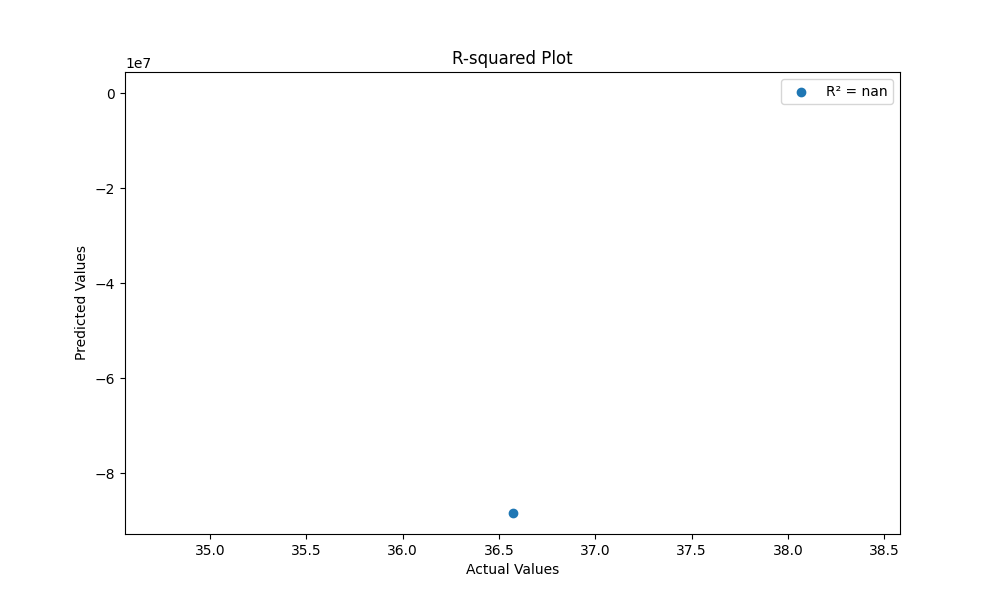 R-squared Plot
1e7
R² = nan
0
−2
−4
−6
−8
Predicted Values
35.0 35.5 36.0 36.5 37.0 37.5 38.0 38.5
Actual Values